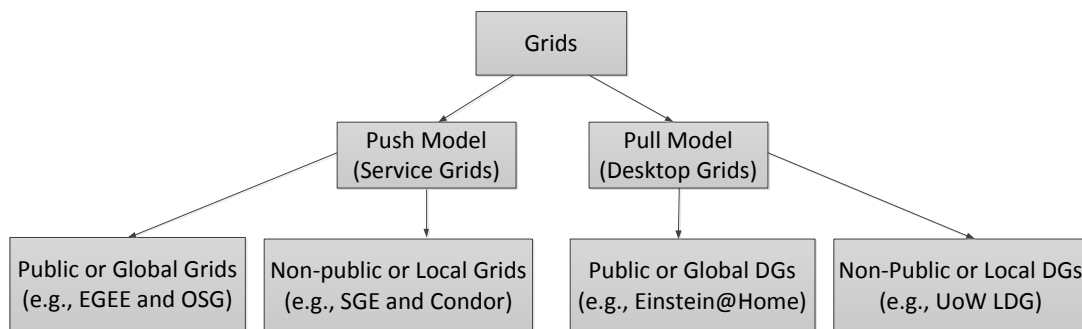 Grids
Push Model
(Service Grids)
Pull Model
(Desktop Grids)
Public or Global Grids
(e.g., EGEE and OSG)
Non-public or Local Grids
(e.g., SGE and Condor)
Public or Global DGs
(e.g., Einstein@Home)
Non-Public or Local DGs
(e.g., UoW LDG)